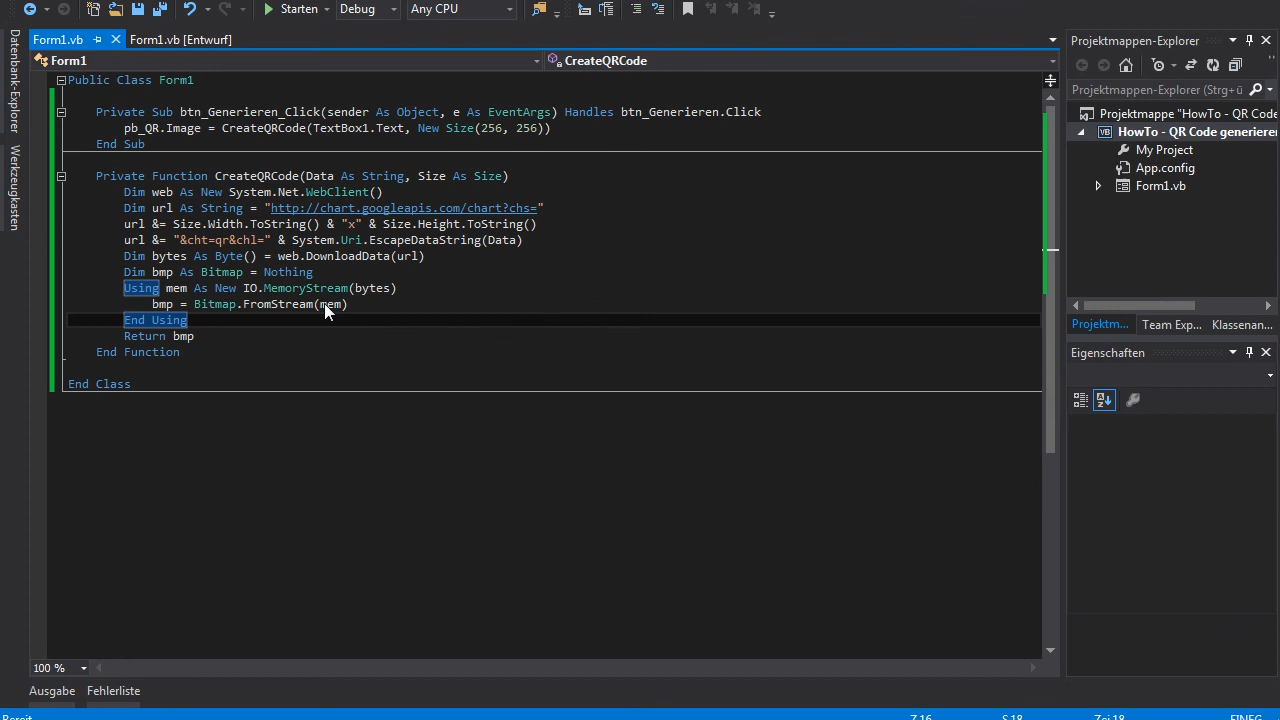 Starten Debug Any CPU
Form1.vb Form1.vb [Entwurf]
Form1 CreateQRCode
Datenbank-Explorer
Werkzeugkasten
Public Class Form1
Private Sub btn_Generieren_Click(sender As Object, e As EventArgs) Handles btn_Generieren.Click
pb_QR.Image = CreateQRCode(TextBox1.Text, New Size(256, 256))
End Sub
Private Function CreateQRCode(Data As String, Size As Size)
Dim web As New System.Net.WebClient()
Dim url As String = "http://chart.googleapis.com/chart?chs="
url &= Size.Width.ToString() & "x" & Size.Height.ToString()
url &= "&cht=qr&chl=" & System.Uri.EscapeDataString(Data)
Dim bytes As Byte() = web.DownloadData(url)
Dim bmp As Bitmap = Nothing
Using mem As New IO.MemoryStream(bytes)
bmp = Bitmap.FromStream(mem)
End Using
Return bmp
End Function
End Class
100 %
Ausgabe Fehlerliste
Projektmappen-Explorer
Projektmappen-Explorer (Strg+ü
Projektmappe "HowTo - QR Code
VB HowTo - QR Code generieren
My Project
App.config
Form1.vb
Projektm... Team Exp... Klassenan...
Eigenschaften
Bereit Z 16 S 18 Zei 18 EINFG